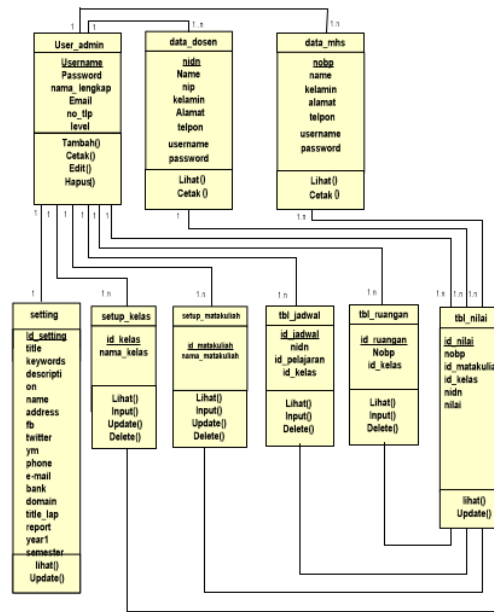 1
1
1..n
1..n
User_admin
Username
Password
nama_lengkap
Email
no_tlp
level
Tambah()
Cetak()
Edit()
Hapus()
data_dosen
nidn
Name
nip
kelamin
Alamat
telpon
username
password
Lihat()
Cetak()
data_mhs
nobp
name
kelamin
alamat
telpon
username
password
Lihat()
Cetak()
1
1
1
1
1
1
1
1
1
1
1..n
1..n
1..n
1..n
1..n
1..n
1..n
setting
Id_setting
title
keywords
descripti
on
name
address
fb
twitter
ym
phone
e-mail
bank
domain
title_lap
report
year1
semester
lihat()
Update()
setup_kelas
id_kelas
nama_kelas
Lihat()
Input()
Update()
Delete()
setup_matakuliah
id_matakuliah
nama_matakuliah
Lihat()
Input()
Update()
Delete()
tbl_jadwal
id_jadwal
nidn
id_pelajaran
id_kelas
Lihat()
Input()
Delete()
tbl_ruangan
id_ruangan
Nobp
id_kelas
Lihat()
Input()
Delete()
tbl_nilai
id_nilai
nobp
id_matakulia
id_kelas
nidn
nilai
lihat()
Update()